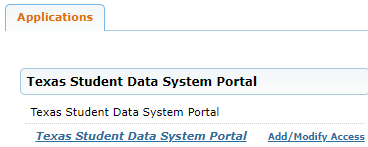 Applications
Texas Student Data System Portal
Texas Student Data System Portal
Texas Student Data System Portal Add/Modify Access